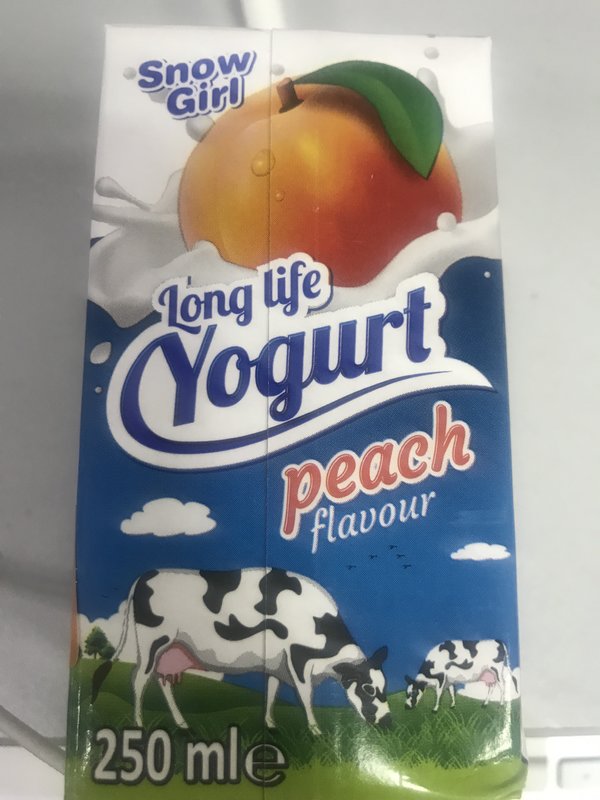 Snow
Girl
Long life
Yogurt
peach
flavour
250 ml℮